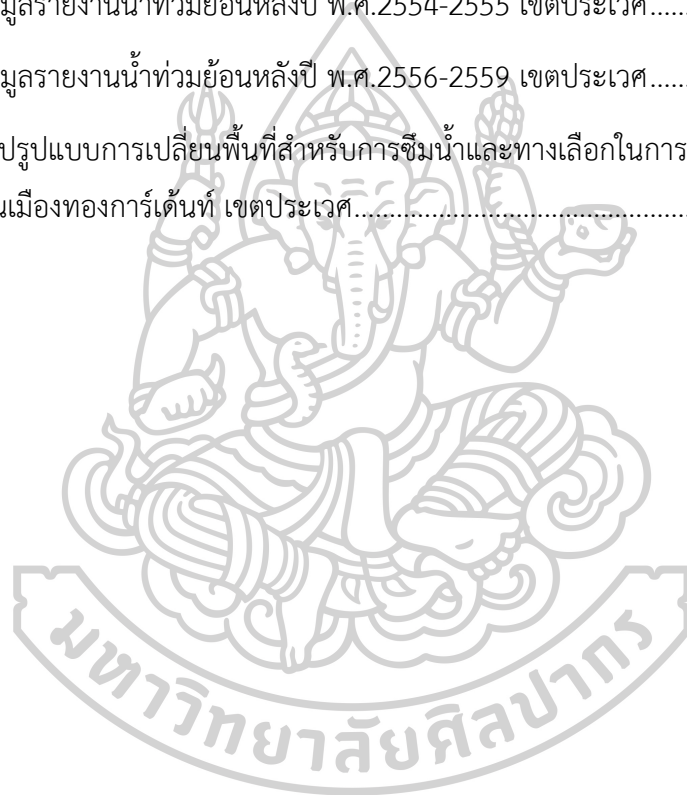 มูลรายงานน้ำท่วมย้อนหลังปี พ.ศ.2554-2555 เขตประเวศ......
มูลรายงานน้ำท่วมย้อนหลังปี พ.ศ.2556-2559 เขตประเวศ......
ปรูปแบบการเปลี่ยนพื้นที่สำหรับการซึมน้ำและทางเลือกในการ
นเมืองทองการ์เด้นท์ เขตประเวศ............................................................
มหาวิทยาลัยศิลปากร